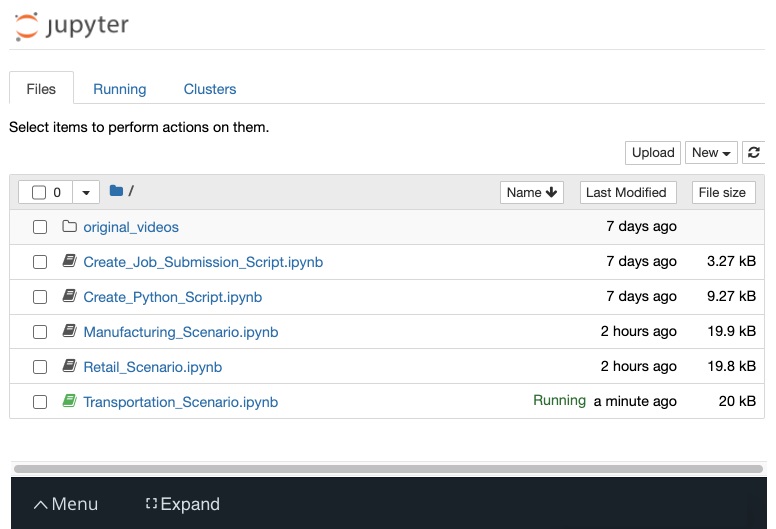 jupyter
Files Running Clusters
Select items to perform actions on them.
Upload New
0 / Name Last Modified File size
original_videos 7 days ago
Create_Job_Submission_Script.ipynb 7 days ago 3.27 kB
Create_Python_Script.ipynb 7 days ago 9.27 kB
Manufacturing_Scenario.ipynb 2 hours ago 19.9 kB
Retail_Scenario.ipynb 2 hours ago 19.8 kB
Transportation_Scenario.ipynb Running a minute ago 20 kB
Menu Expand